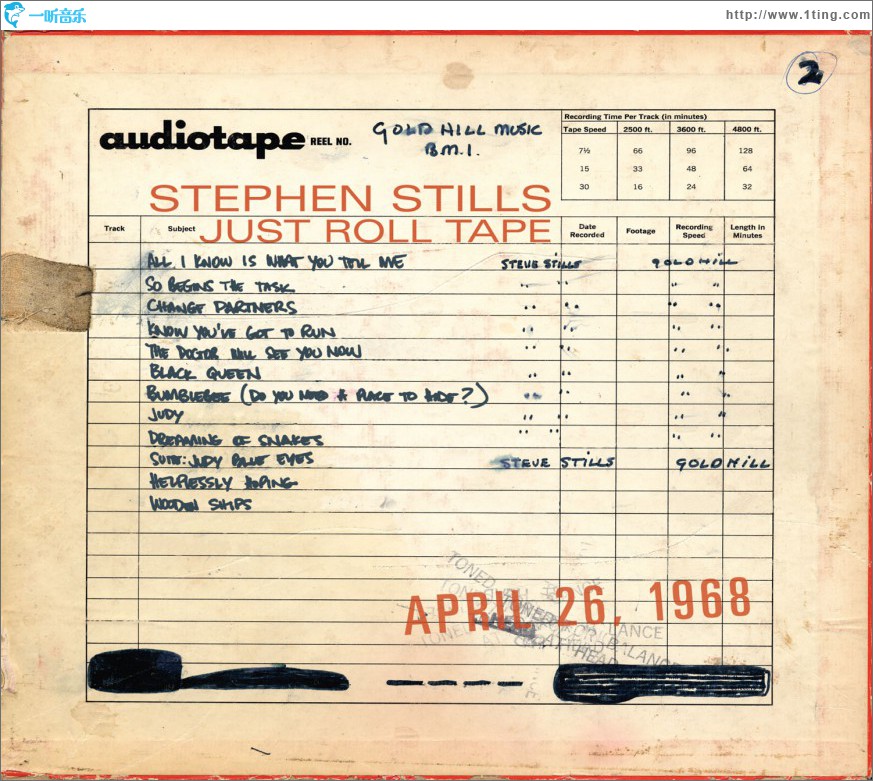 一听音乐
http://www.1ting.com
2
audiotape REEL NO.
GOLD HILL MUSIC
B.M.I.
Recording Time Per Track (in minutes)
Tape Speed 2500 ft. 3600 ft. 4800 ft.
7½ 66 96 128
15 33 48 64
30 16 24 32
STEPHEN STILLS
JUST ROLL TAPE
Track Subject Date Recorded Footage Recording Speed Length in Minutes
ALL I KNOW IS WHAT YOU TELL ME STEVE STILLS GOLD HILL
SO BEGINS THE TASK " " " "
CHANGE PARTNERS " " " "
KNOW YOU'VE GOT TO RUN " " " "
THE DOCTOR WILL SEE YOU NOW " " " "
BLACK QUEEN " " " "
BUMBLEBEE (DO YOU NEED A PLACE TO HIDE?) " " " "
JUDY " " " "
DREAMING OF SNAKES " " " "
SUITE: JUDY BLUE EYES STEVE STILLS GOLD HILL
HELPLESSLY HOPING
WOODEN SHIPS
APRIL 26, 1968